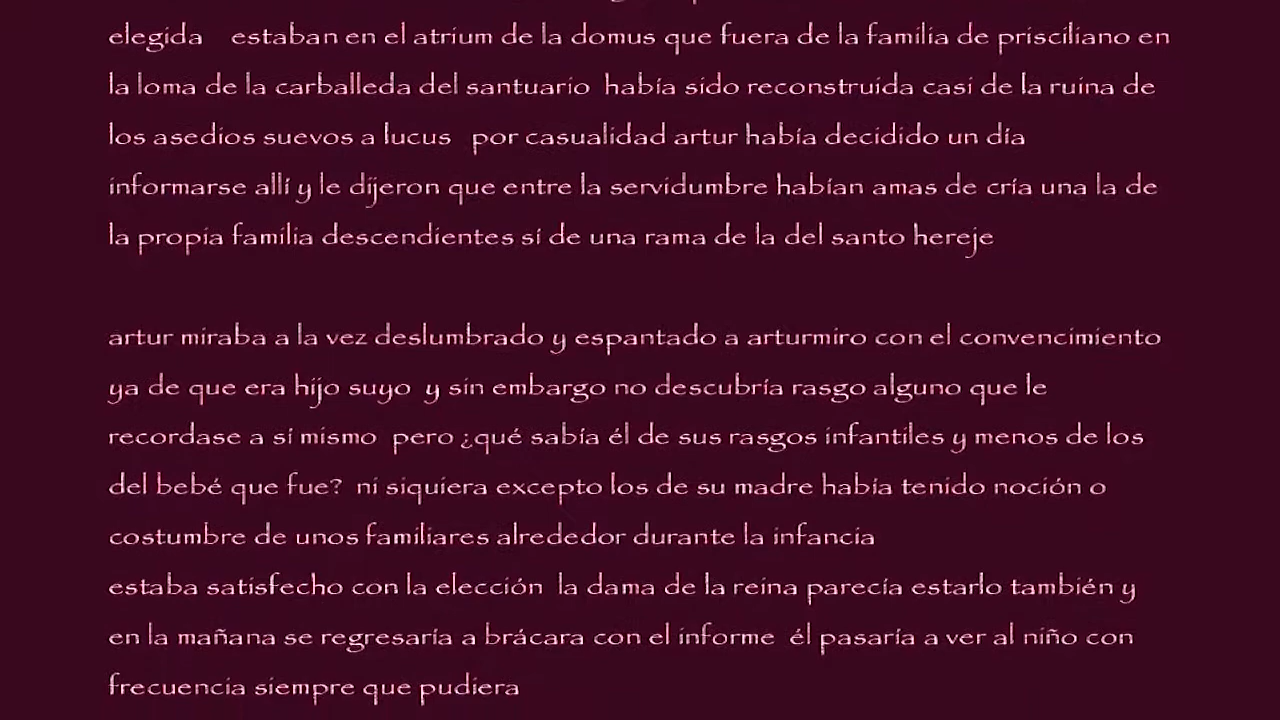 elegida estaban en el atrium de la domus que fuera de la familia de prisciliano en
la loma de la carballeda del santuario había sido reconstruida casi de la ruina de
los asedios suevos a lucus por casualidad artur había decidido un día
informarse allí y le dijeron que entre la servidumbre habían amas de cría una la de
la propia familia descendientes sí de una rama de la del santo hereje
artur miraba a la vez deslumbrado y espantado a arturmiro con el convencimiento
ya de que era hijo suyo y sin embargo no descubría rasgo alguno que le
recordase a sí mismo pero ¿qué sabía él de sus rasgos infantiles y menos de los
del bebé que fue? ni siquiera excepto los de su madre había tenido noción o
costumbre de unos familiares alrededor durante la infancia
estaba satisfecho con la elección la dama de la reina parecía estarlo también y
en la mañana se regresaría a brácara con el informe él pasaría a ver al niño con
frecuencia siempre que pudiera